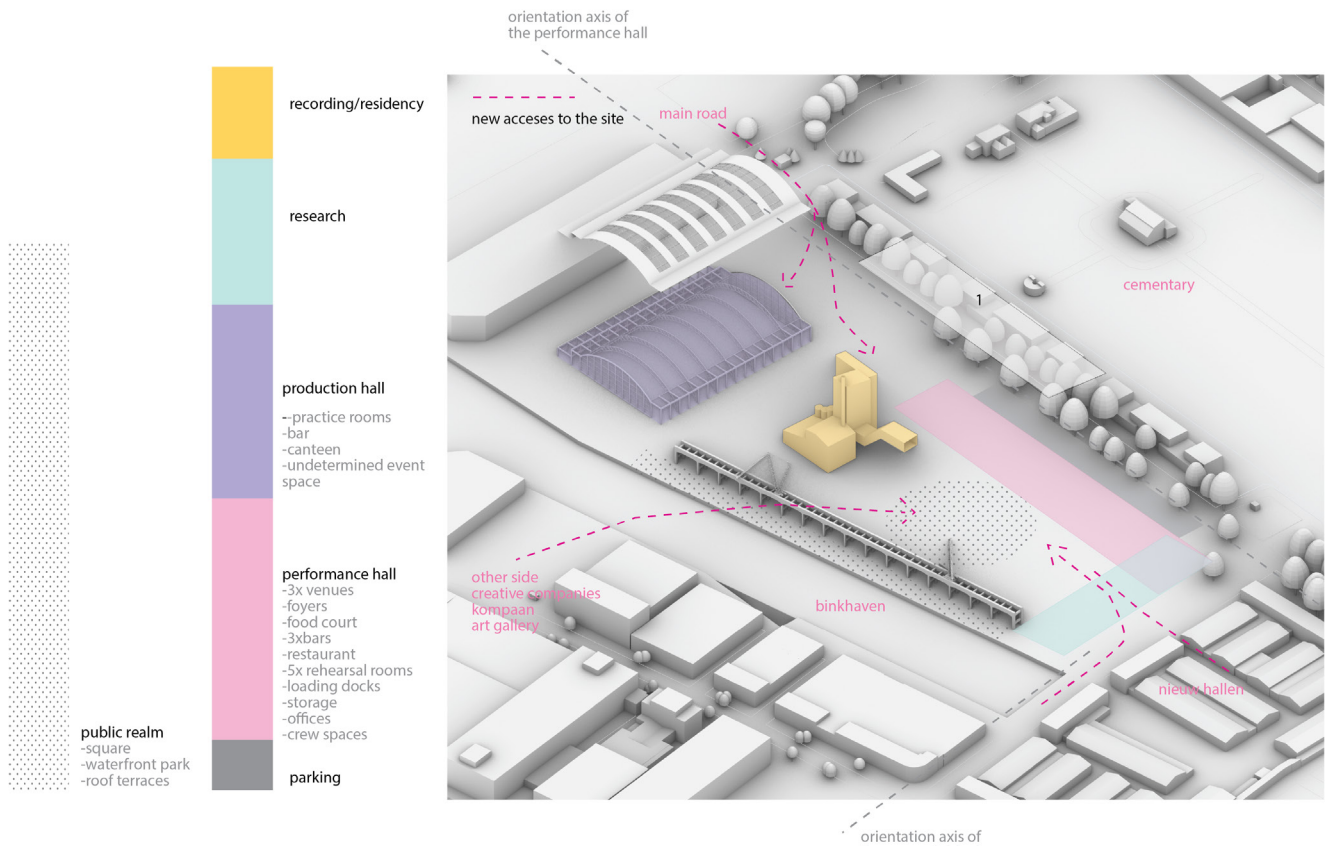 orientation axis of
the performance hall
recording/residency
research
production hall
--practice rooms
-bar
-canteen
-undetermined event
space
performance hall
-3x venues
-foyers
-food court
-3xbars
-restaurant
-5x rehearsal rooms
-loading docks
-storage
-offices
-crew spaces
parking
public realm
-square
-waterfront park
-roof terraces
new acceses to the site
main road
1
cementary
other side
creative companies
kompaan
art gallery
binkhaven
nieuw hallen
orientation axis of